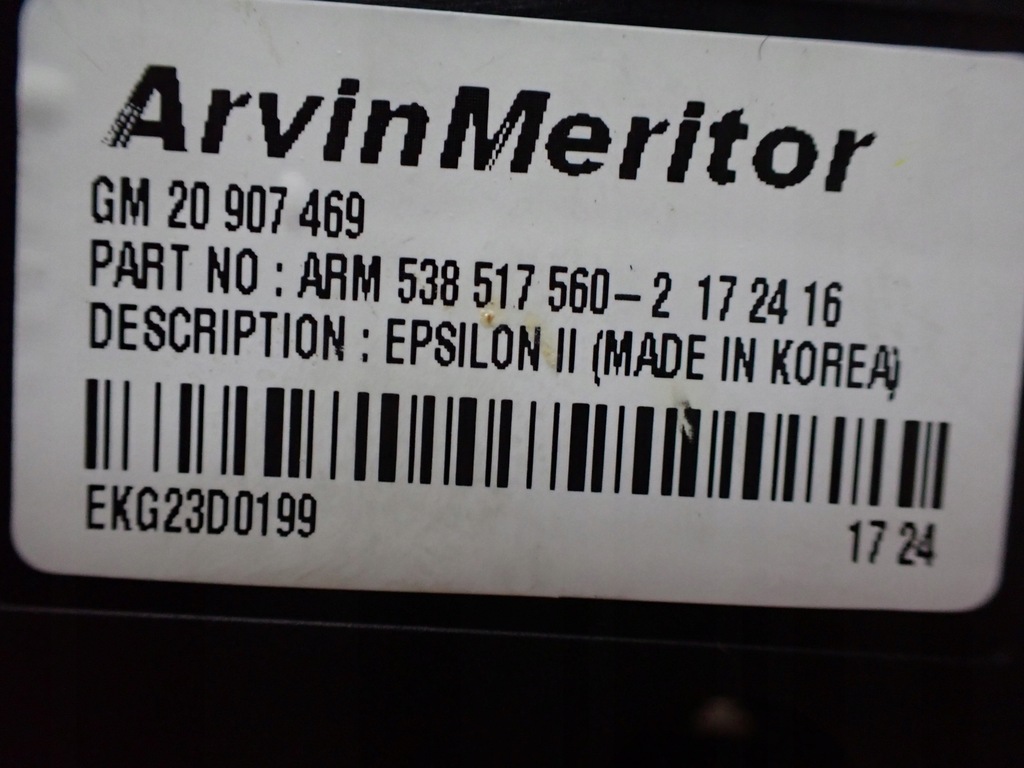 ArvinMeritor
GM 20 907 469
PART NO : ARM 538 517 560-2 17 24 16
DESCRIPTION : EPSILON II (MADE IN KOREA)
EKG23D0199 17 24